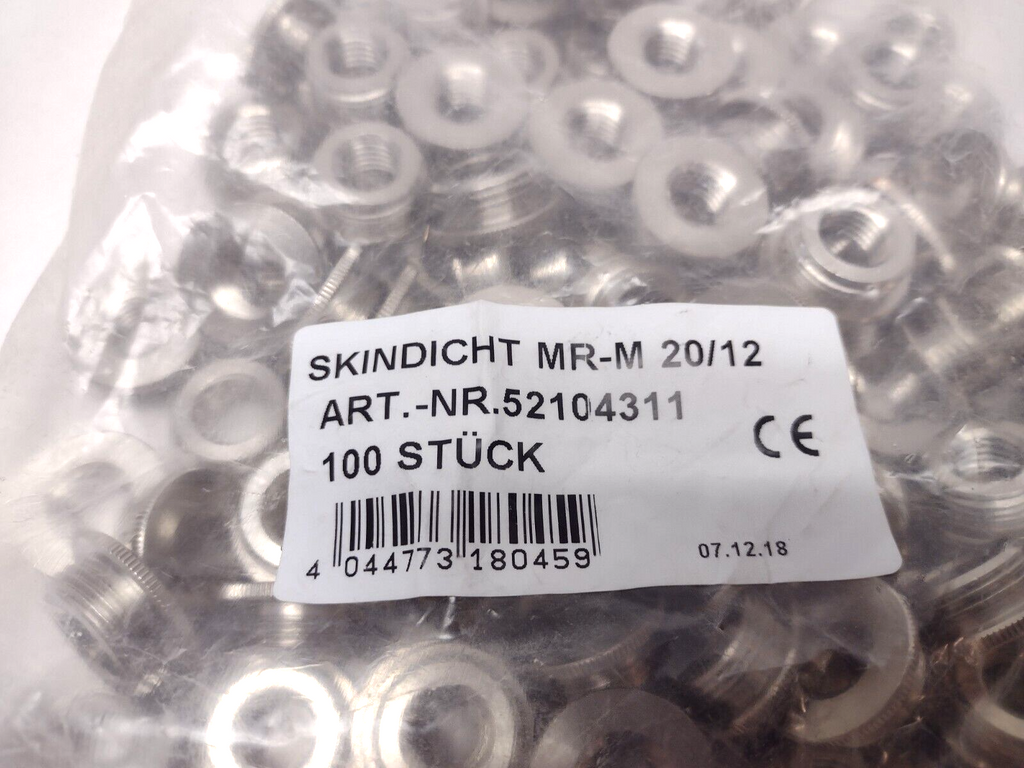 SKINDICHT MR-M 20/12
ART.-NR.52104311
100 STÜCK
CE
4 044773 180459
07.12.18